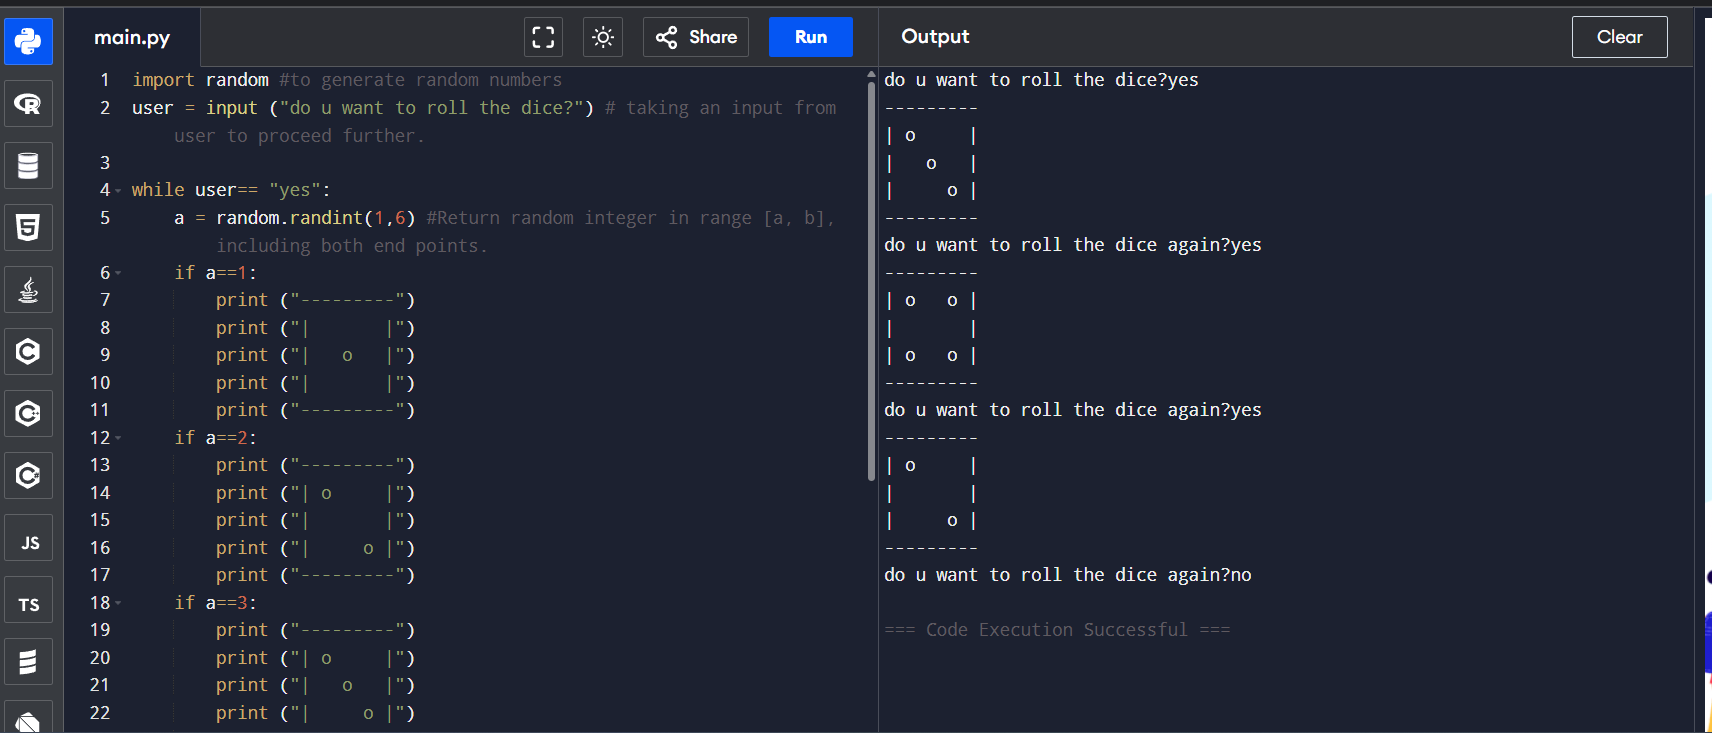 main.py
Share
Run
Output
Clear
1 import random #to generate random numbers
2 user = input ("do u want to roll the dice?") # taking an input from
user to proceed further.
3
4 while user== "yes":
5     a = random.randint(1,6) #Return random integer in range [a, b],
including both end points.
6     if a==1:
7         print ("---------")
8         print ("|       |")
9         print ("|   o   |")
10         print ("|       |")
11         print ("---------")
12     if a==2:
13         print ("---------")
14         print ("| o     |")
15         print ("|       |")
16         print ("|     o |")
17         print ("---------")
18     if a==3:
19         print ("---------")
20         print ("| o     |")
21         print ("|   o   |")
22         print ("|     o |")
do u want to roll the dice?yes
---------
| o     |
|   o   |
|     o |
---------
do u want to roll the dice again?yes
---------
| o   o |
|       |
| o   o |
---------
do u want to roll the dice again?yes
---------
| o     |
|       |
|     o |
---------
do u want to roll the dice again?no
=== Code Execution Successful ===
R
5
C
C
C
JS
TS